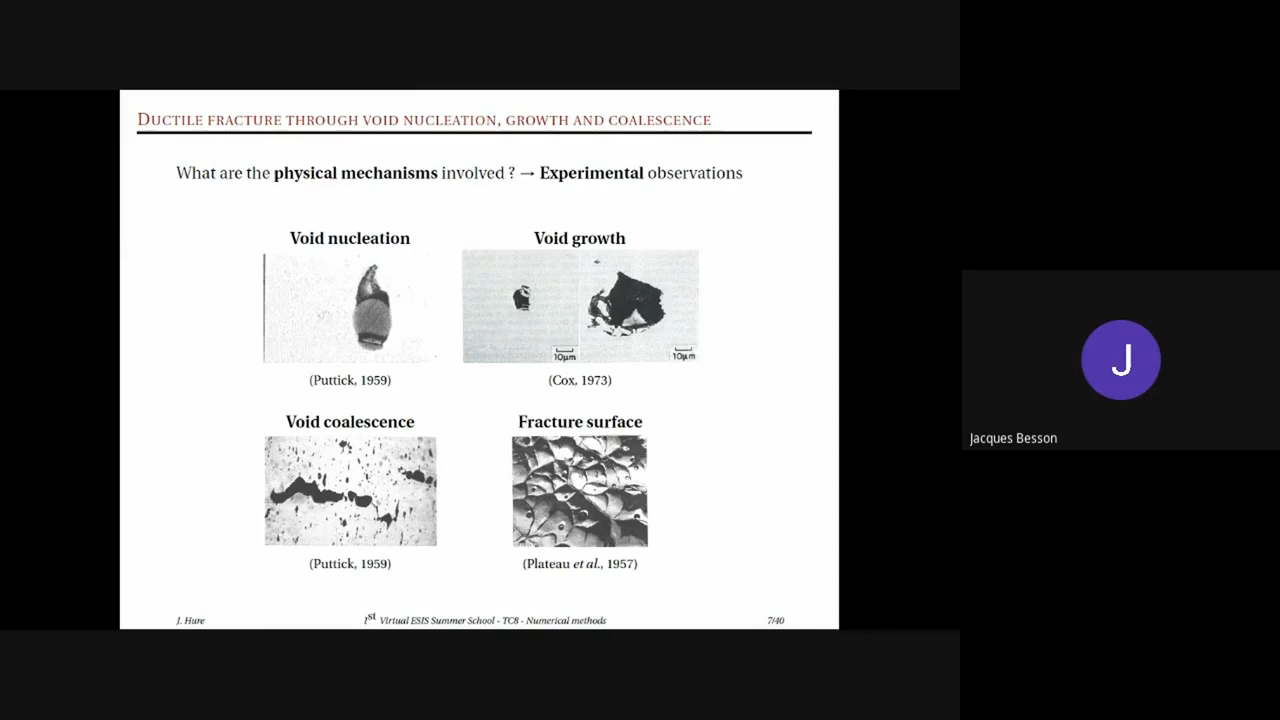 DUCTILE FRACTURE THROUGH VOID NUCLEATION, GROWTH AND COALESCENCE
What are the physical mechanisms involved ? → Experimental observations
Void nucleation
Void growth
10μm
10μm
(Puttick, 1959)
(Cox, 1973)
Void coalescence
Fracture surface
(Puttick, 1959)
(Plateau et al., 1957)
J. Hure
1st Virtual ESIS Summer School - TC8 - Numerical methods
7/40
J
Jacques Besson